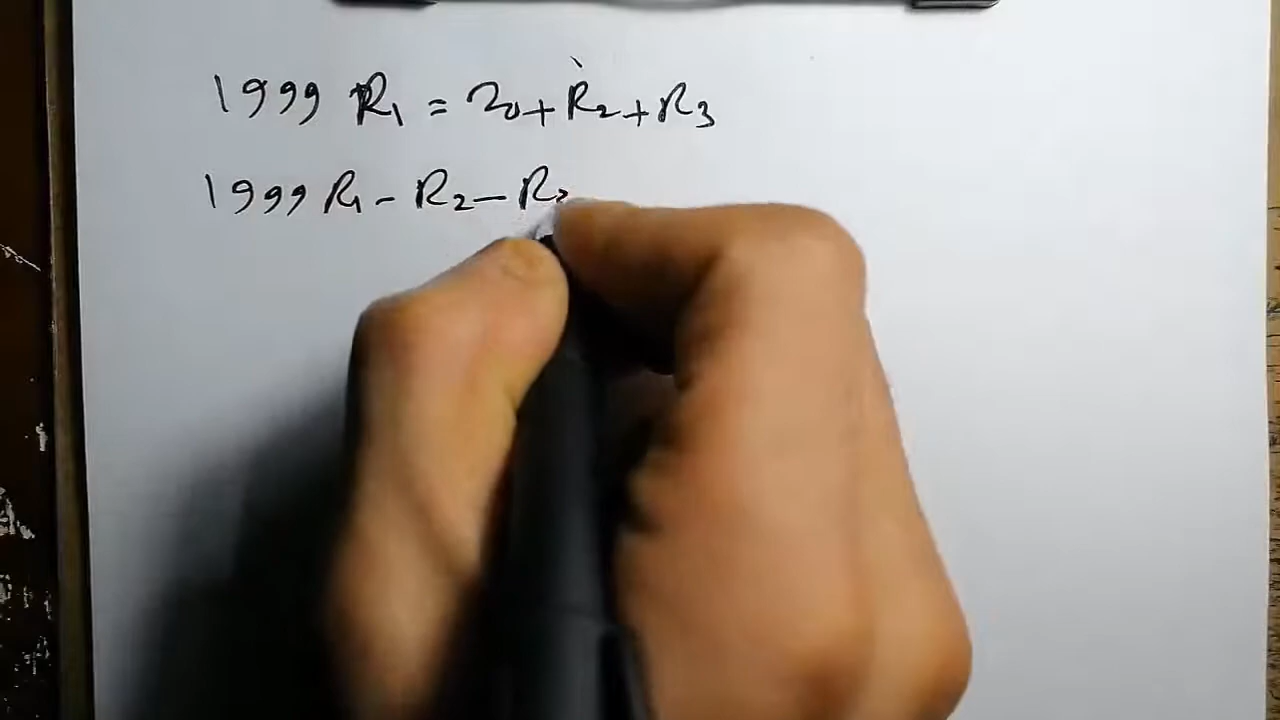 1999 R1 = 20 + R2 + R3
1999 R1 - R2 - R3